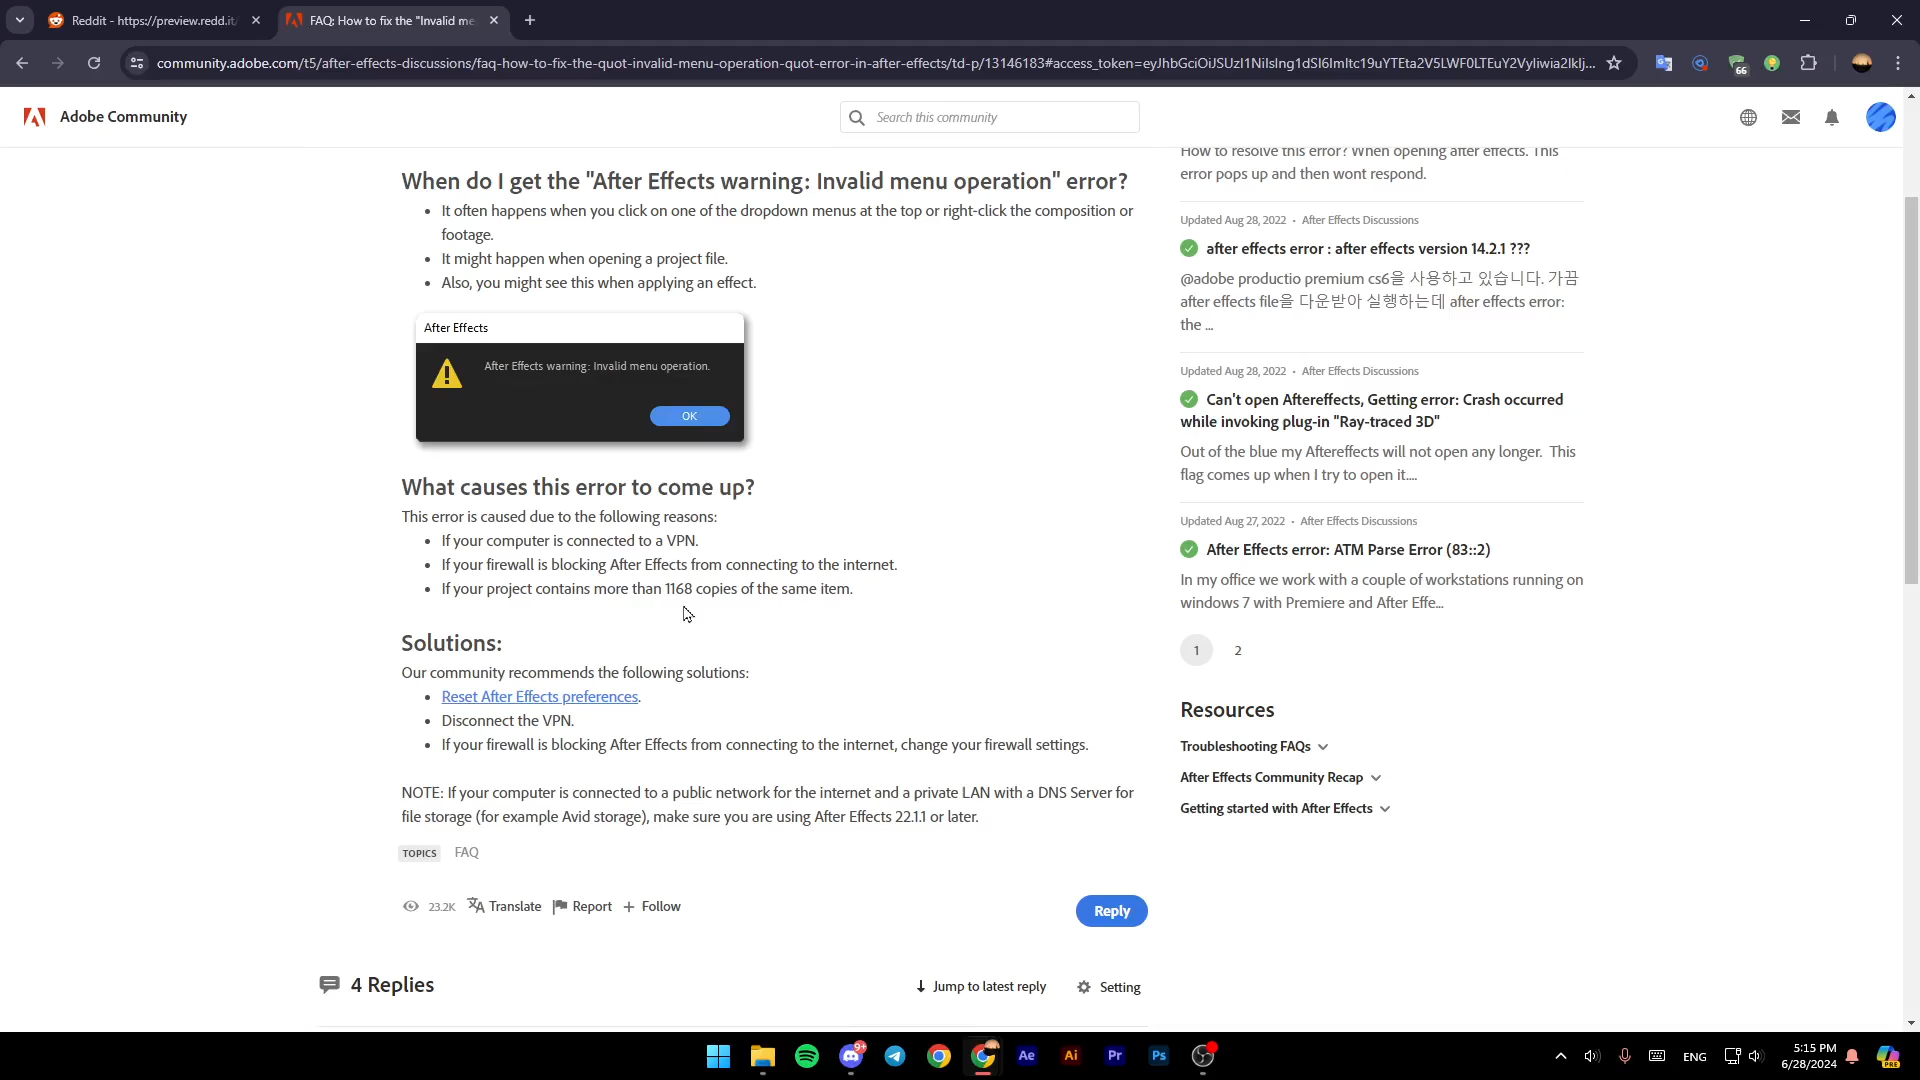 Reddit - https://preview.redd.it/
FAQ: How to fix the "Invalid me
community.adobe.com/t5/after-effects-discussions/faq-how-to-fix-the-quot-invalid-menu-operation-quot-error-in-after-effects/td-p/13146183#access_token=
66
Adobe Community
Search this community
When do I get the "After Effects warning: Invalid menu operation" error?
• It often happens when you click on one of the dropdown menus at the top or right-click the composition or
footage.
• It might happen when opening a project file.
• Also, you might see this when applying an effect.
After Effects
After Effects warning: Invalid menu operation.
OK
What causes this error to come up?
This error is caused due to the following reasons:
• If your computer is connected to a VPN.
• If your firewall is blocking After Effects from connecting to the internet.
• If your project contains more than 1168 copies of the same item.
Solutions:
Our community recommends the following solutions:
• Reset After Effects preferences.
• Disconnect the VPN.
• If your firewall is blocking After Effects from connecting to the internet, change your firewall settings.
NOTE: If your computer is connected to a public network for the internet and a private LAN with a DNS Server for
file storage (for example Avid storage), make sure you are using After Effects 22.1.1 or later.
TOPICS FAQ
23.2K Translate Report + Follow
Reply
4 Replies
Jump to latest reply
Setting
How to resolve this error? When opening after effects. This
error pops up and then wont respond.
Updated Aug 28, 2022 • After Effects Discussions
after effects error : after effects version 14.2.1 ???
@adobe productio premium cs6을 사용하고 있습니다. 가끔
after effects file을 다운받아 실행하는데 after effects error:
the ...
Updated Aug 28, 2022 • After Effects Discussions
Can't open Aftereffects, Getting error: Crash occurred
while invoking plug-in "Ray-traced 3D"
Out of the blue my Aftereffects will not open any longer. This
flag comes up when I try to open it....
Updated Aug 27, 2022 • After Effects Discussions
After Effects error: ATM Parse Error (83::2)
In my office we work with a couple of workstations running on
windows 7 with Premiere and After Effe...
1 2
Resources
Troubleshooting FAQs
After Effects Community Recap
Getting started with After Effects
9+
Ae
Ai
Pr
Ps
ENG
5:15 PM
6/28/2024
PRE